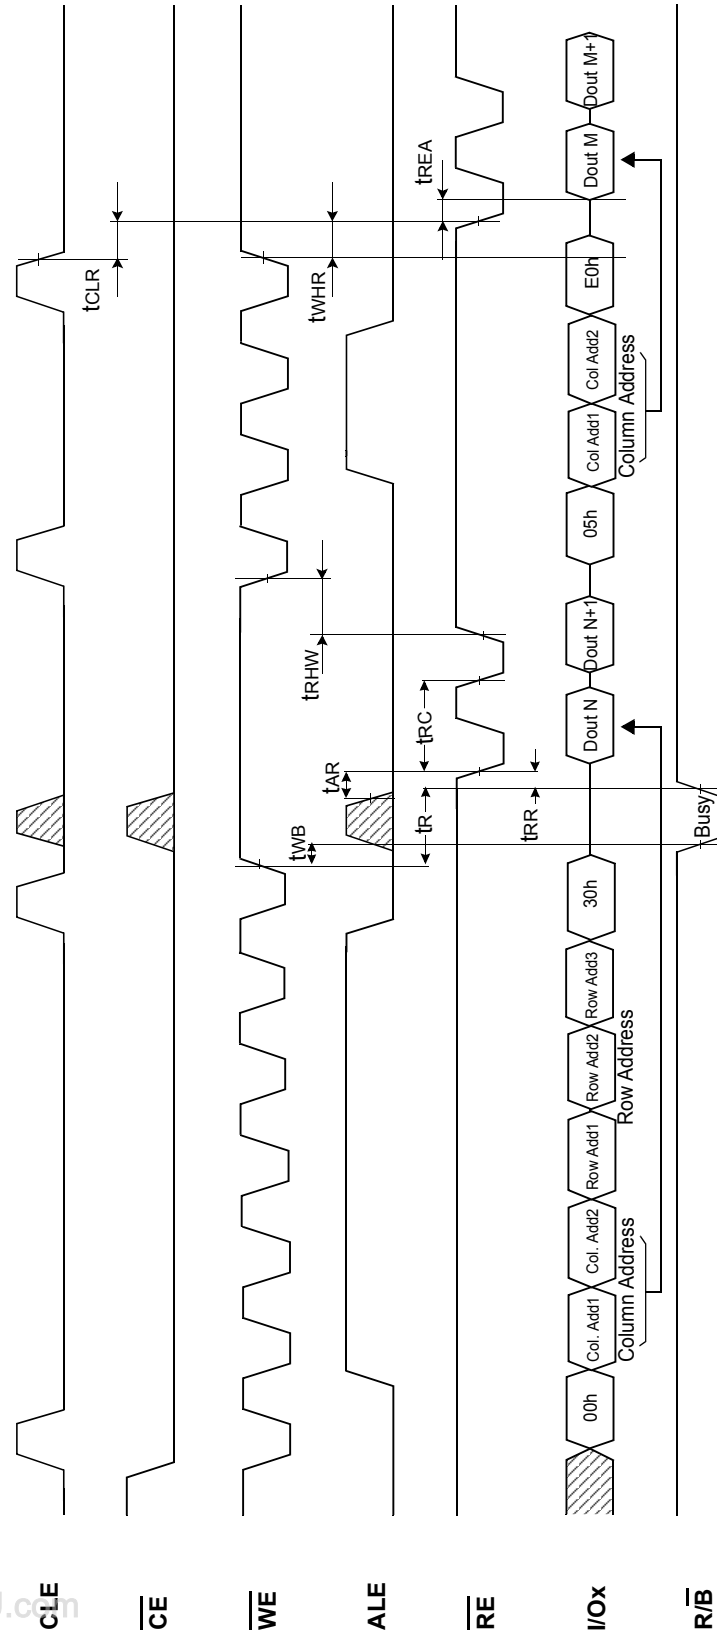 CLE
CE
WE
ALE
RE
I/Ox
R/B
tCLR
tWHR
tREA
tRHW
tWB
tAR
tRC
tR
tRR
00h
Col. Add1
Col. Add2
Row Add1
Row Add2
Row Add3
30h
Dout N
Dout N+1
05h
Col Add1
Col Add2
E0h
Dout M
Dout M+1
Column Address
Row Address
Column Address
Busy
.com